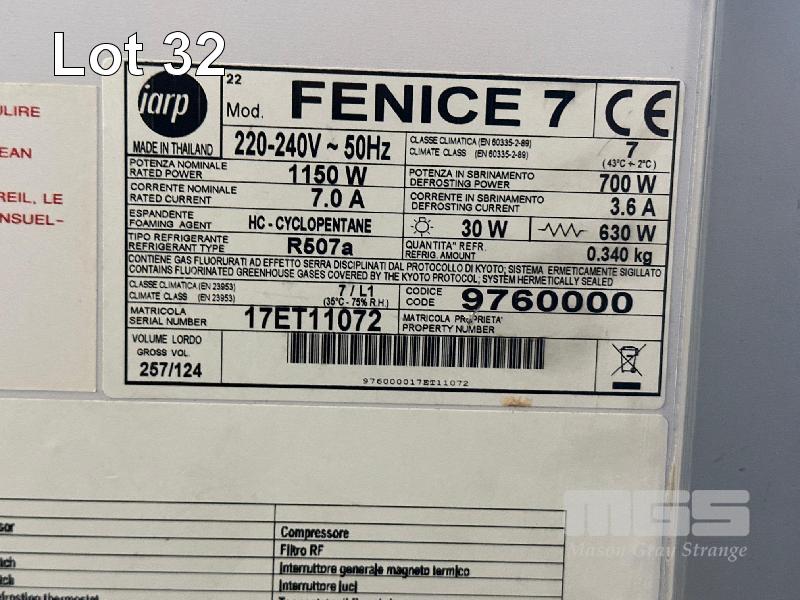 Lot 32
ULIRE
EAN
REIL, LE
NSUEL-
iarp
22
Mod. FENICE 7 CE
MADE IN THAILAND
220-240V ~ 50Hz
CLASSE CLIMATICA (EN 60335-2-89)
CLIMATE CLASS (EN 60335-2-89)
7
(43°C +- 2°C)
POTENZA NOMINALE
RATED POWER
1150 W
POTENZA IN SBRINAMENTO
DEFROSTING POWER
700 W
CORRENTE NOMINALE
RATED CURRENT
7.0 A
CORRENTE IN SBRINAMENTO
DEFROSTING CURRENT
3.6 A
ESPANDENTE
FOAMING AGENT
HC - CYCLOPENTANE
30 W
630 W
TIPO REFRIGERANTE
REFRIGERANT TYPE
R507a
QUANTITA' REFR.
REFRIG. AMOUNT
0.340 kg
CONTIENE GAS FLUORURATI AD EFFETTO SERRA DISCIPLINATI DAL PROTOCOLLO DI KYOTO; SISTEMA ERMETICAMENTE SIGILLATO
CONTAINS FLUORINATED GREENHOUSE GASES COVERED BY THE KYOTO PROTOCOL; SYSTEM HERMETICALLY SEALED
CLASSE CLIMATICA (EN 23953)
CLIMATE CLASS (EN 23953)
7 / L1
(35°C - 75% R.H.)
CODICE
CODE
9760000
MATRICOLA
SERIAL NUMBER
17ET11072
MATRICOLA PROPRIETA'
PROPERTY NUMBER
VOLUME LORDO
GROSS VOL.
257/124
976000017ET11072
Compressore
Filtro RF
Interruttore generale magneto termico
Interruttore luci
MGS
Mason Gray Strange